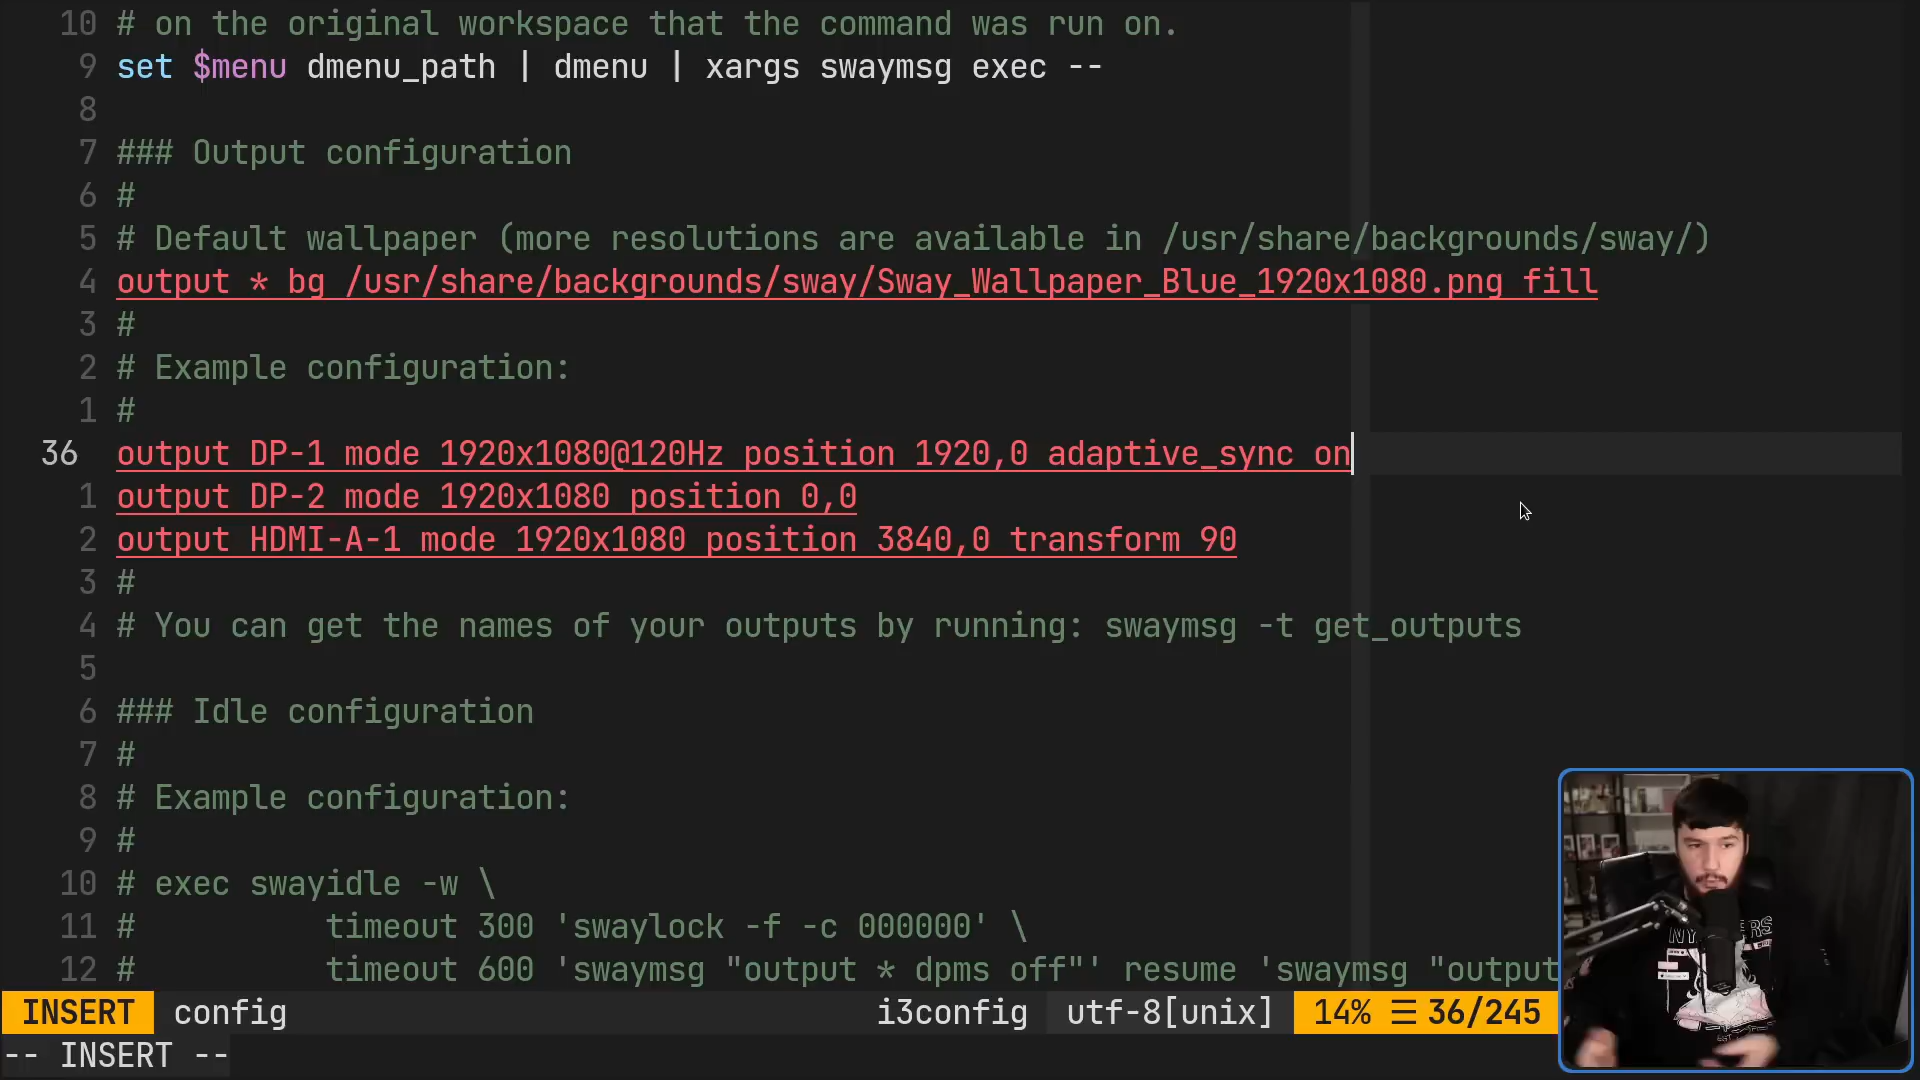 10 # on the original workspace that the command was run on.
9 set $menu dmenu_path | dmenu | xargs swaymsg exec --
8
7 ### Output configuration
6 #
5 # Default wallpaper (more resolutions are available in /usr/share/backgrounds/sway/)
4 output * bg /usr/share/backgrounds/sway/Sway_Wallpaper_Blue_1920x1080.png fill
3 #
2 # Example configuration:
1 #
36 output DP-1 mode 1920x1080@120Hz position 1920,0 adaptive_sync on
1 output DP-2 mode 1920x1080 position 0,0
2 output HDMI-A-1 mode 1920x1080 position 3840,0 transform 90
3 #
4 # You can get the names of your outputs by running: swaymsg -t get_outputs
5
6 ### Idle configuration
7 #
8 # Example configuration:
9 #
10 # exec swayidle -w \
11 #          timeout 300 'swaylock -f -c 000000' \
12 #          timeout 600 'swaymsg "output * dpms off"' resume 'swaymsg "output
INSERT config i3config utf-8[unix] 14% ☰ 36/245
-- INSERT --